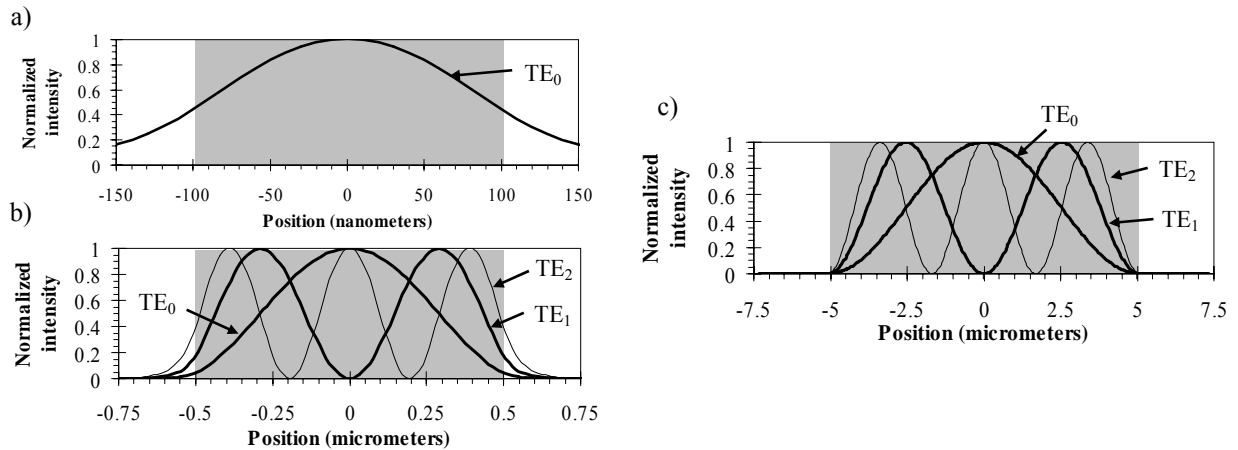 a)
Normalized
intensity
1
0.8
0.6
0.4
0.2
0
TE0
-150 -100 -50 0 50 100 150
Position (nanometers)
b)
Normalized
intensity
1
0.8
0.6
0.4
0.2
0
TE0
TE2
TE1
-0.75 -0.5 -0.25 0 0.25 0.5 0.75
Position (micrometers)
c)
Normalized
intensity
1
0.8
0.6
0.4
0.2
0
TE0
TE2
TE1
-7.5 -5 -2.5 0 2.5 5 7.5
Position (micrometers)